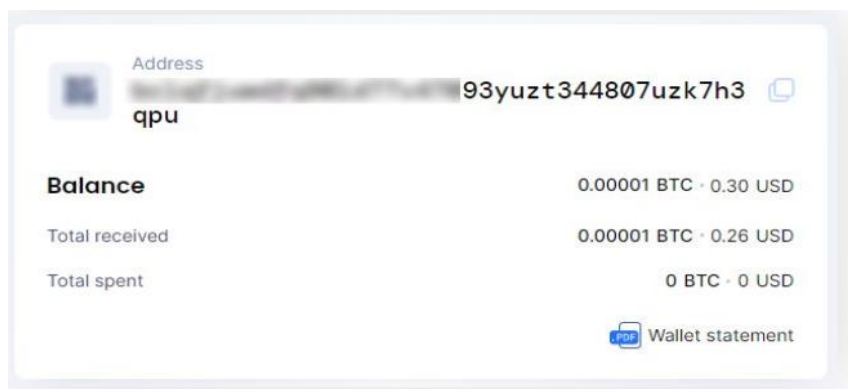 Address
93yuzt344807uzk7h3
qpu
Balance 0.00001 BTC · 0.30 USD
Total received 0.00001 BTC · 0.26 USD
Total spent 0 BTC · 0 USD
.PDF Wallet statement